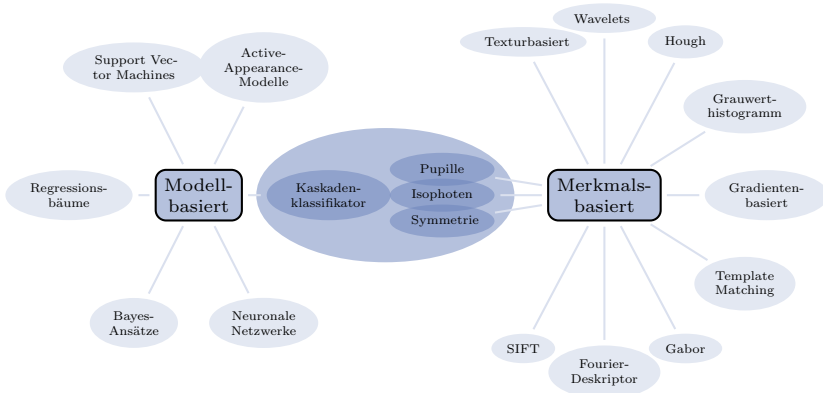 Wavelets
Texturbasiert
Hough
Support Vec-
tor Machines
Active-
Appearance-
Modelle
Grauwert-
histogramm
Regressions-
bäume
Modell-
basiert
Kaskaden-
klassifikator
Pupille
Isophoten
Symmetrie
Merkmals-
basiert
Gradienten-
basiert
Template
Matching
Bayes-
Ansätze
Neuronale
Netzwerke
SIFT
Fourier-
Deskriptor
Gabor